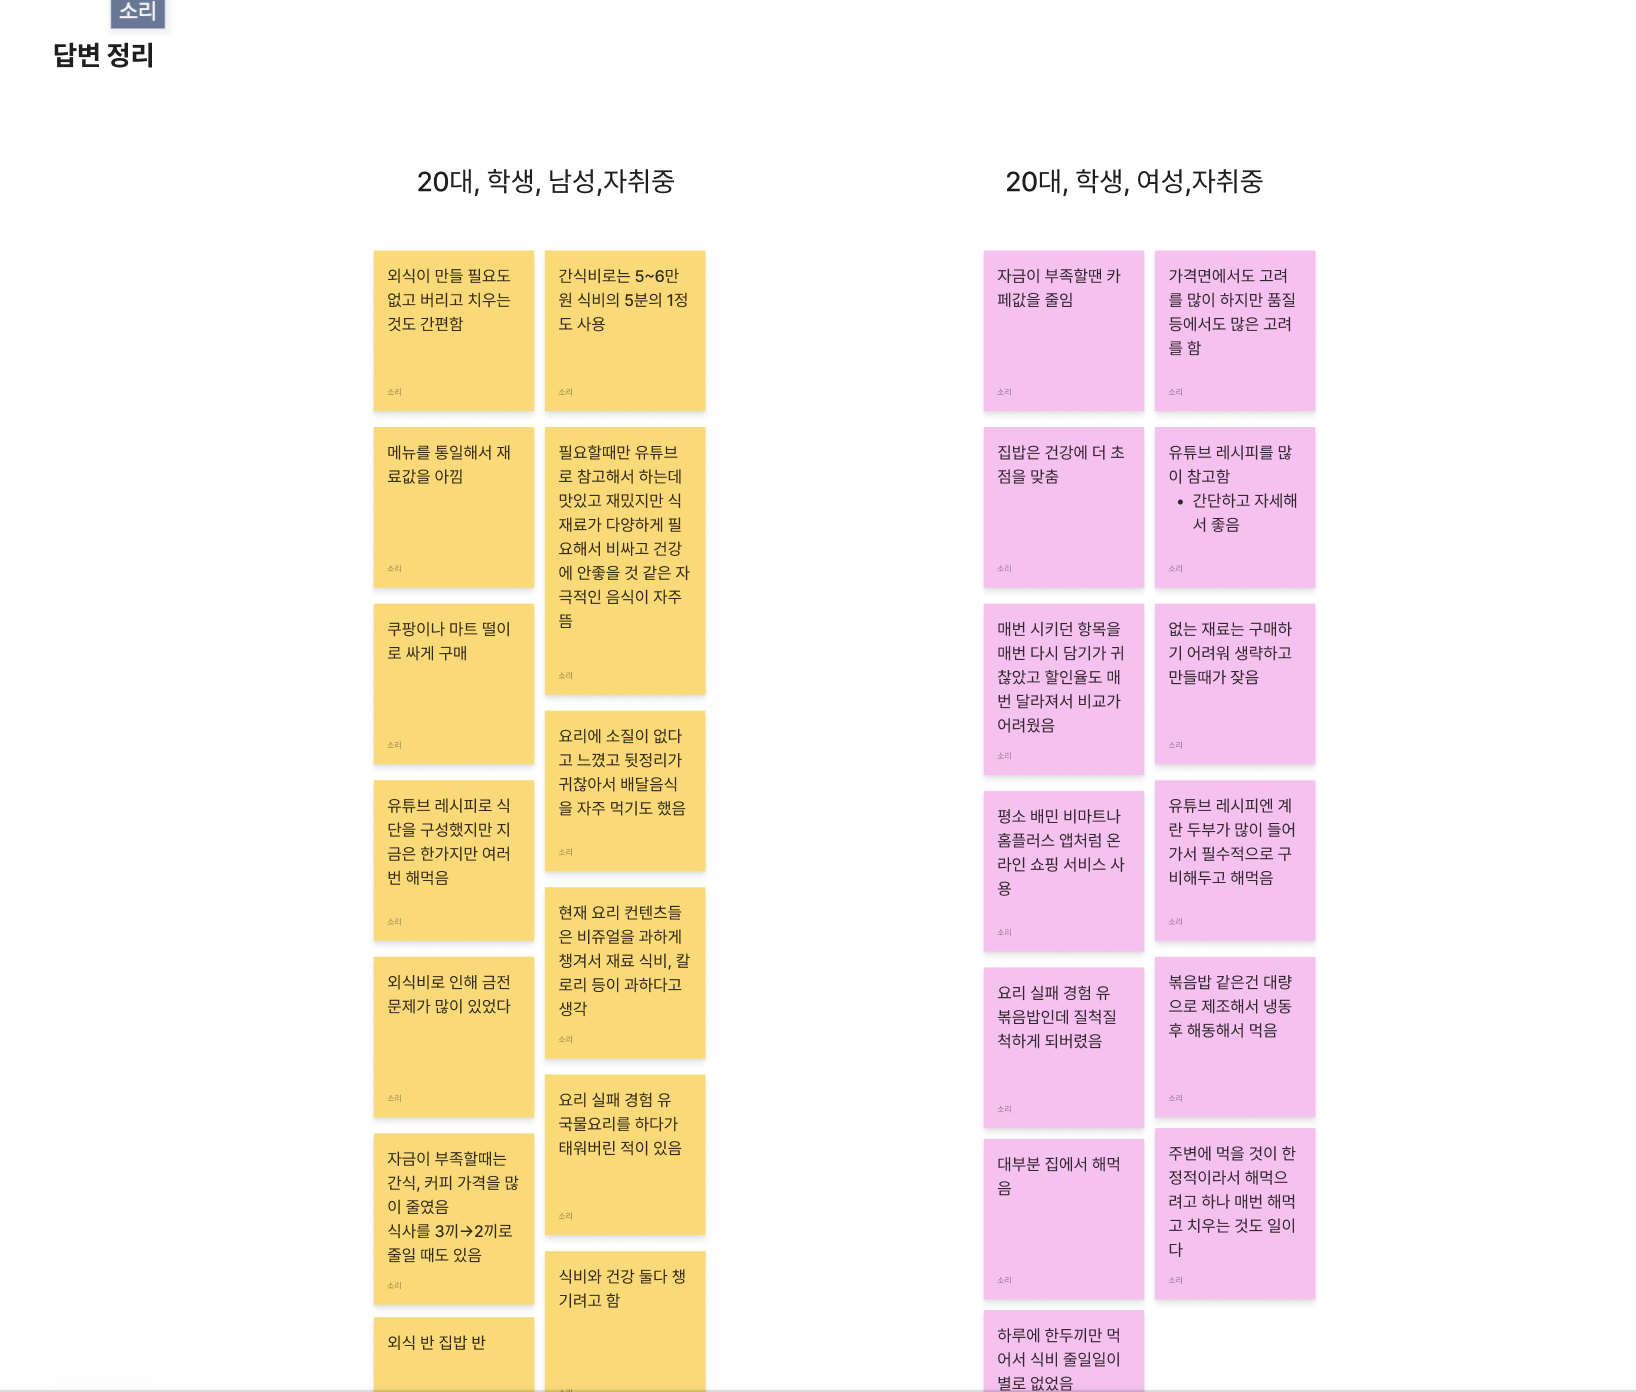 소리
답변 정리
20대, 학생, 남성,자취중
외식이 만들 필요도
없고 버리고 치우는
것도 간편함
소리
메뉴를 통일해서 재
료값을 아낌
소리
쿠팡이나 마트 떨이
로 싸게 구매
소리
유튜브 레시피로 식
단을 구성했지만 지
금은 한가지만 여러
번 해먹음
소리
외식비로 인해 금전
문제가 많이 있었다
소리
자금이 부족할때는
간식, 커피 가격을 많
이 줄였음
식사를 3끼→2끼로
줄일 때도 있음
소리
외식 반 집밥 반
간식비로는 5~6만
원 식비의 5분의 1정
도 사용
소리
필요할때만 유튜브
로 참고해서 하는데
맛있고 재밌지만 식
재료가 다양하게 필
요해서 비싸고 건강
에 안좋을 것 같은 자
극적인 음식이 자주
뜸
소리
요리에 소질이 없다
고 느꼈고 뒷정리가
귀찮아서 배달음식
을 자주 먹기도 했음
소리
현재 요리 컨텐츠들
은 비쥬얼을 과하게
챙겨서 재료 식비, 칼
로리 등이 과하다고
생각
소리
요리 실패 경험 유
국물요리를 하다가
태워버린 적이 있음
소리
식비와 건강 둘다 챙
기려고 함
20대, 학생, 여성,자취중
자금이 부족할땐 카
페값을 줄임
소리
집밥은 건강에 더 초
점을 맞춤
소리
매번 시키던 항목을
매번 다시 담기가 귀
찮았고 할인율도 매
번 달라져서 비교가
어려웠음
소리
평소 배민 비마트나
홈플러스 앱처럼 온
라인 쇼핑 서비스 사
용
소리
요리 실패 경험 유
볶음밥인데 질척질
척하게 되버렸음
소리
대부분 집에서 해먹
음
소리
하루에 한두끼만 먹
어서 식비 줄일일이
별로 없었음
가격면에서도 고려
를 많이 하지만 품질
등에서도 많은 고려
를 함
소리
유튜브 레시피를 많
이 참고함
• 간단하고 자세해
서 좋음
소리
없는 재료는 구매하
기 어려워 생략하고
만들때가 잦음
소리
유튜브 레시피엔 계
란 두부가 많이 들어
가서 필수적으로 구
비해두고 해먹음
소리
볶음밥 같은건 대량
으로 제조해서 냉동
후 해동해서 먹음
소리
주변에 먹을 것이 한
정적이라서 해먹으
려고 하나 매번 해먹
고 치우는 것도 일이
다
소리